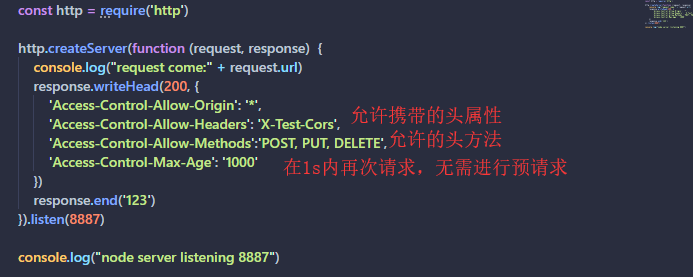 const http = require('http')
http.createServer(function (request, response) {
console.log("request come:" + request.url)
response.writeHead(200, {
'Access-Control-Allow-Origin': '*',
'Access-Control-Allow-Headers': 'X-Test-Cors', 允许携带的头属性
'Access-Control-Allow-Methods':'POST, PUT, DELETE', 允许的头方法
'Access-Control-Max-Age': '1000' 在1s内再次请求，无需进行预请求
})
response.end('123')
}).listen(8887)
console.log("node server listening 8887")